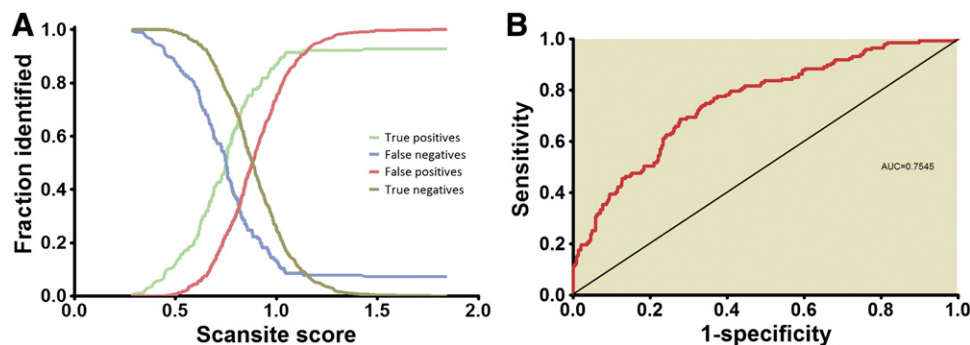 A
Fraction identified
1.0
0.8
0.6
0.4
0.2
0.0
0.0 0.5 1.0 1.5 2.0
Scansite score
True positives
False negatives
False positives
True negatives
B
Sensitivity
1.0
0.8
0.6
0.4
0.2
0.0
0.0 0.2 0.4 0.6 0.8 1.0
1-specificity
AUC=0.7545